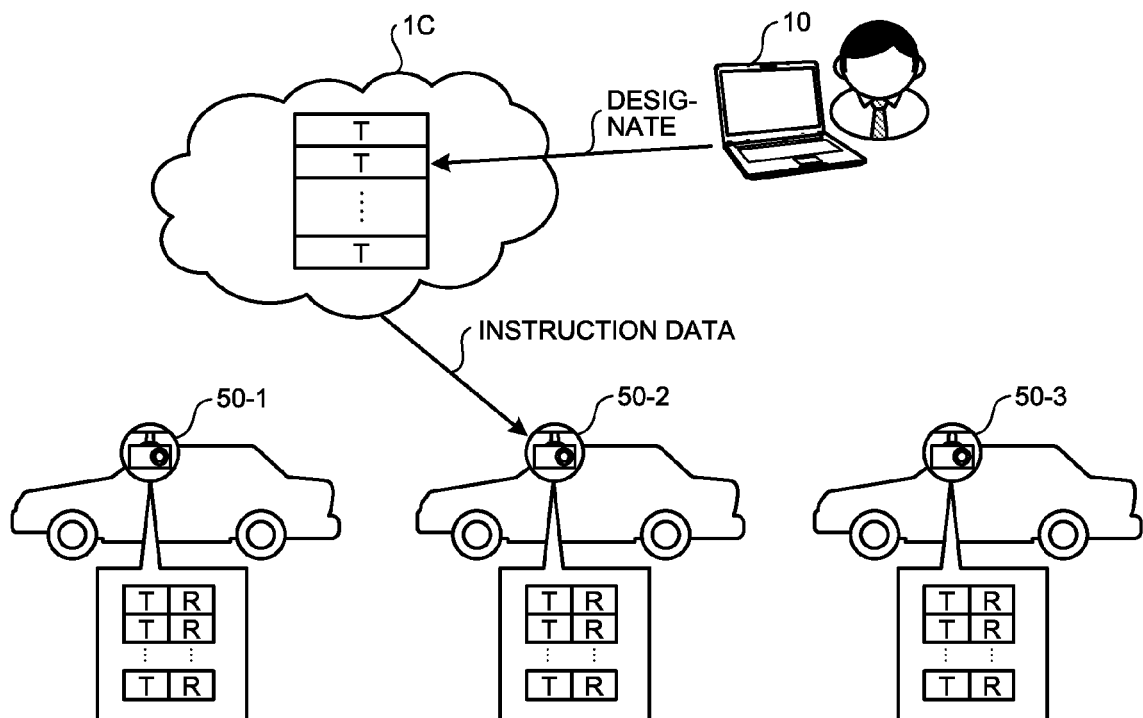 1C
10
DESIG-
NATE
T
T
⋮
T
INSTRUCTION DATA
50-1
50-2
50-3
T R
T R
⋮ ⋮
T R
T R
T R
⋮ ⋮
T R
T R
T R
⋮ ⋮
T R